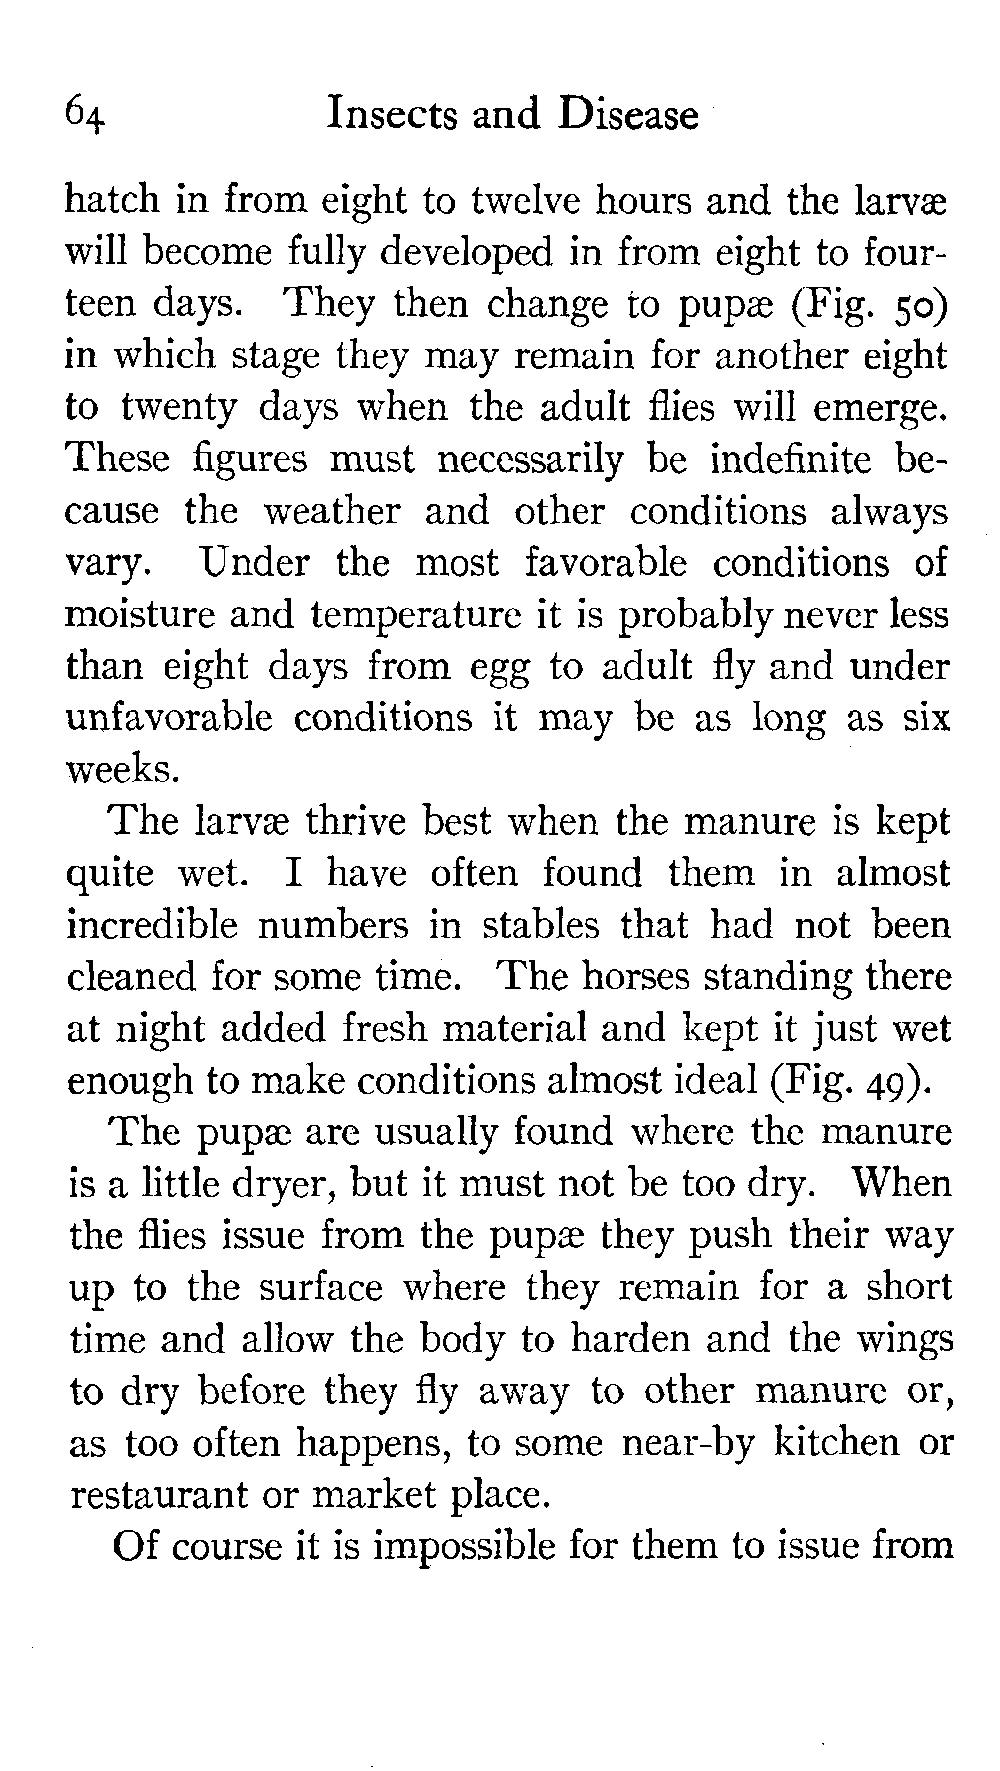 64 Insects and Disease
hatch in from eight to twelve hours and the larvæ
will become fully developed in from eight to four-
teen days. They then change to pupæ (Fig. 50)
in which stage they may remain for another eight
to twenty days when the adult flies will emerge.
These figures must necessarily be indefinite be-
cause the weather and other conditions always
vary. Under the most favorable conditions of
moisture and temperature it is probably never less
than eight days from egg to adult fly and under
unfavorable conditions it may be as long as six
weeks.
The larvæ thrive best when the manure is kept
quite wet. I have often found them in almost
incredible numbers in stables that had not been
cleaned for some time. The horses standing there
at night added fresh material and kept it just wet
enough to make conditions almost ideal (Fig. 49).
The pupæ are usually found where the manure
is a little dryer, but it must not be too dry. When
the flies issue from the pupæ they push their way
up to the surface where they remain for a short
time and allow the body to harden and the wings
to dry before they fly away to other manure or,
as too often happens, to some near-by kitchen or
restaurant or market place.
Of course it is impossible for them to issue from